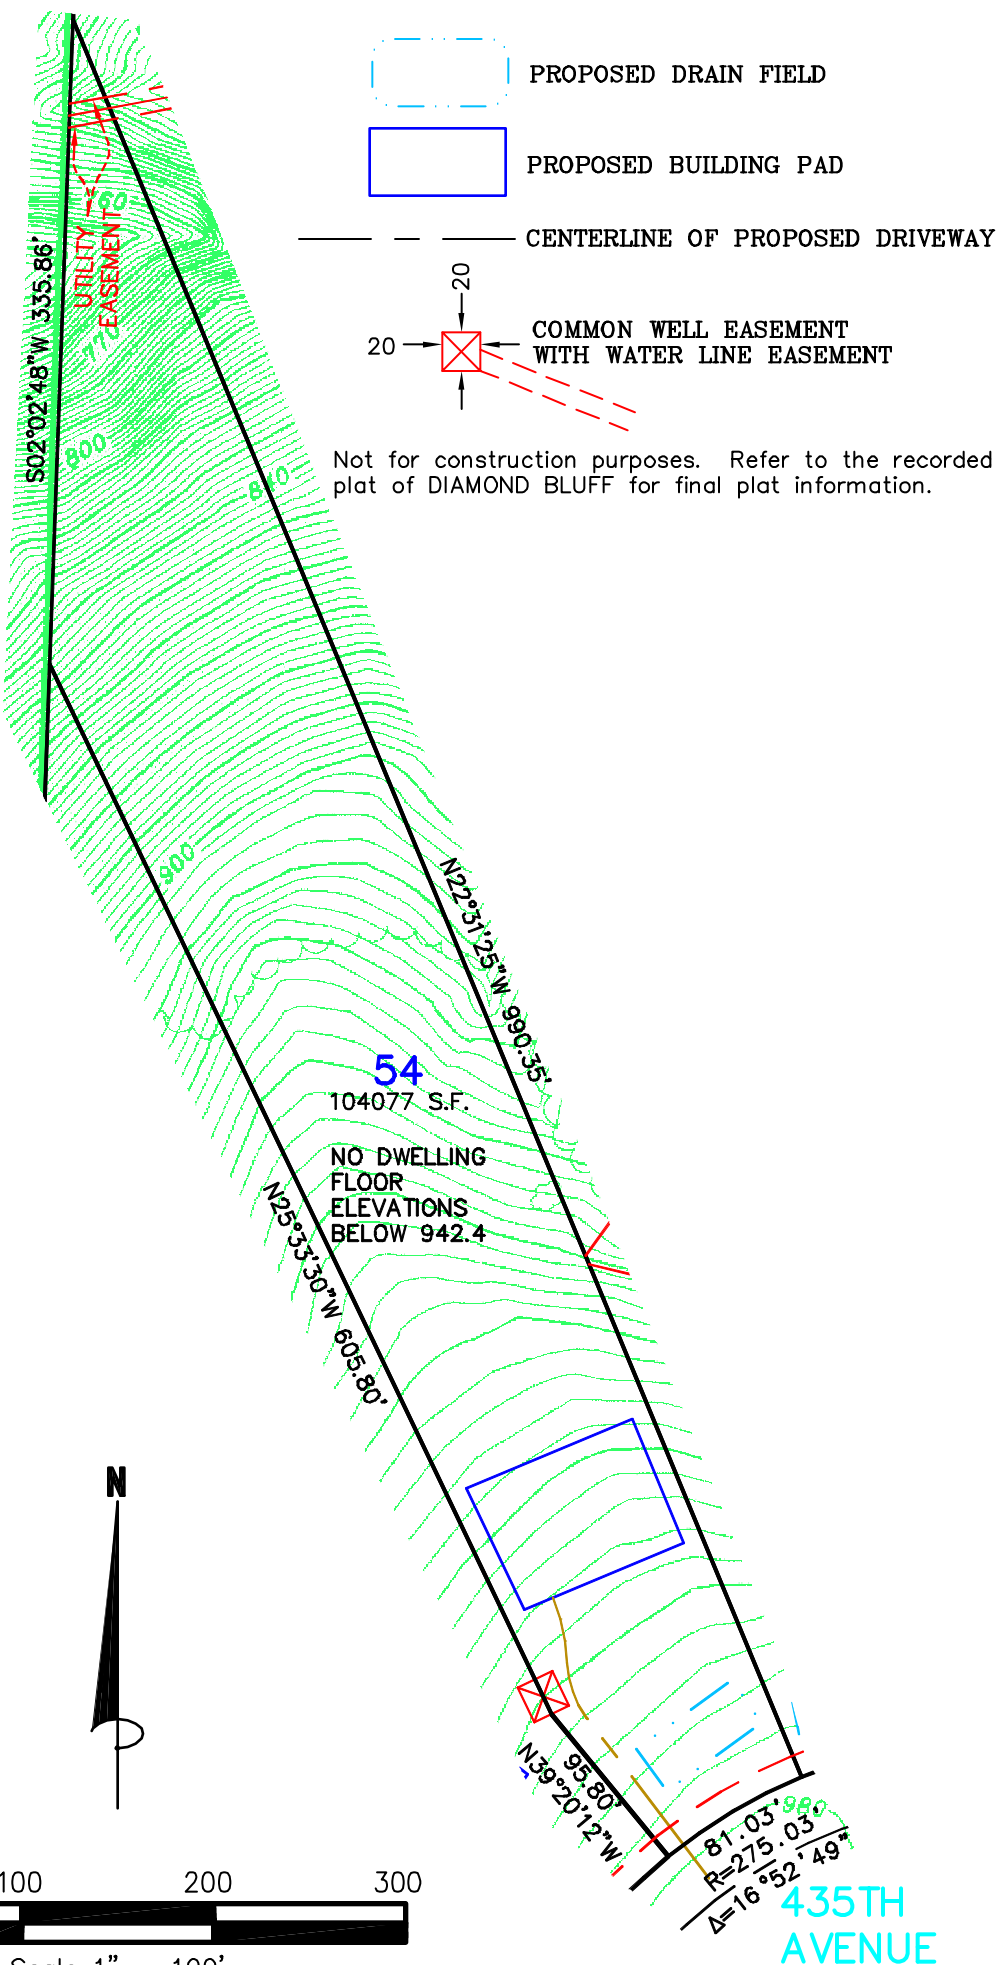 PROPOSED DRAIN FIELD
PROPOSED BUILDING PAD
CENTERLINE OF PROPOSED DRIVEWAY
20
20
COMMON WELL EASEMENT
WITH WATER LINE EASEMENT
Not for construction purposes. Refer to the recorded
plat of DIAMOND BLUFF for final plat information.
760
UTILITY
EASEMENT
S02°02'48"W 335.86'
770
800
840
900
N22°31'25"W 990.35'
54
104077 S.F.
NO DWELLING
FLOOR
ELEVATIONS
BELOW 942.4
N25°33'30"W 605.80'
N
95.80'
N39°20'12"W
980
81.03'
R=275.03'
Δ=16°52'49"
435TH
AVENUE
100 200 300